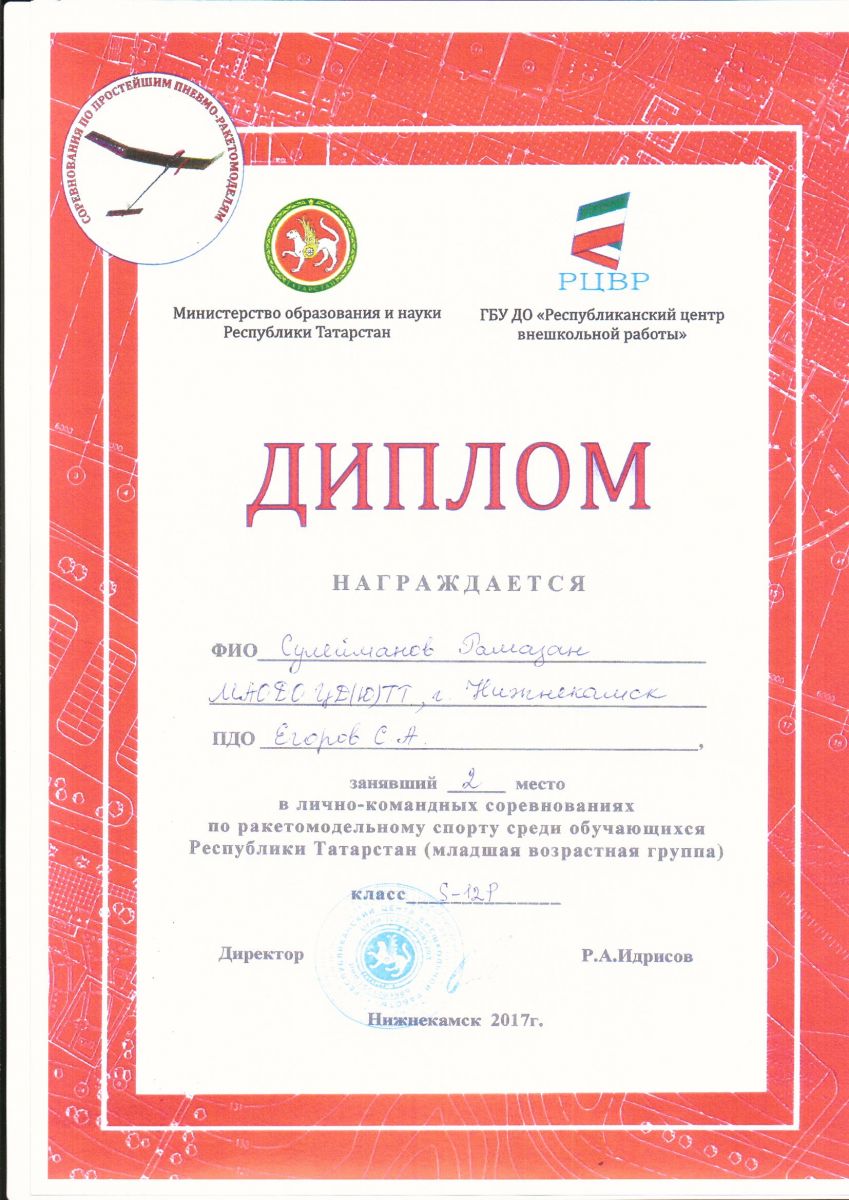 СОРЕВНОВАНИЯ ПО ПРОСТЕЙШИМ ПНЕВМО-РАКЕТОМОДЕЛЯМ
ТАТАРСТАН
РЦВР
Министерство образования и науки
Республики Татарстан
ГБУ ДО «Республиканский центр
внешкольной работы»
ДИПЛОМ
НАГРАЖДАЕТСЯ
ФИО Сулейманов Рамазан
МАОДО ЦД(Ю)ТТ, г. Нижнекамск
ПДО Егоров С.А.,
занявший 2 место
в лично-командных соревнованиях
по ракетомодельному спорту среди обучающихся
Республики Татарстан (младшая возрастная группа)
класс S-12P
Директор Р.А.Идрисов
Нижнекамск 2017г.